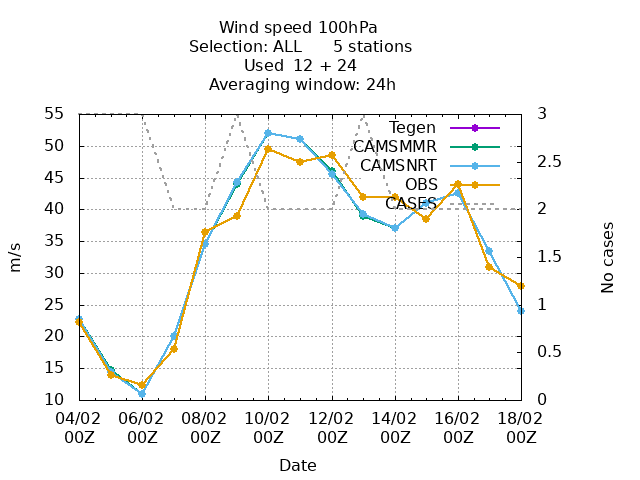 Wind speed 100hPa
Selection: ALL 5 stations
Used 12 + 24
Averaging window: 24h
55
50
45
40
35
30
25
20
15
10
m/s
3
2.5
2
1.5
1
0.5
0
No cases
Tegen
CAMSMMR
CAMSNRT
OBS
CASES
04/02 06/02 08/02 10/02 12/02 14/02 16/02 18/02
00Z 00Z 00Z 00Z 00Z 00Z 00Z 00Z
Date